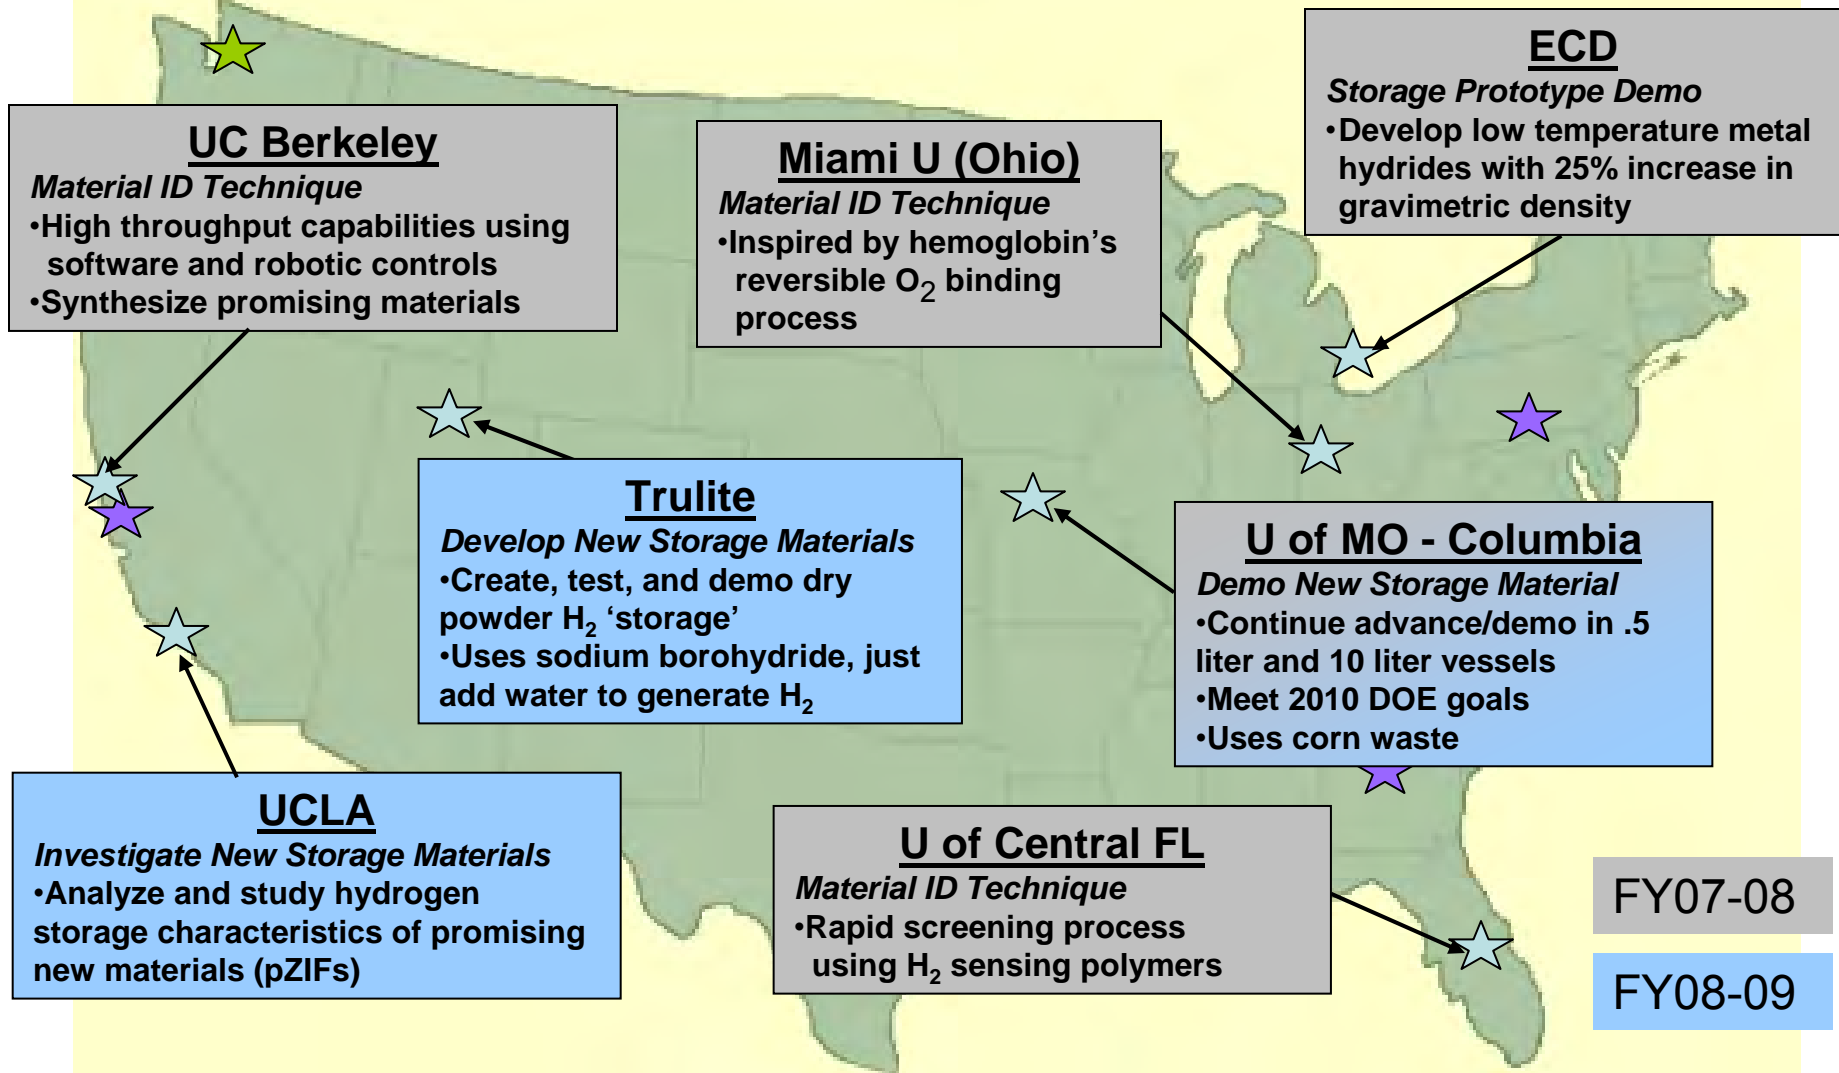 ECD
Storage Prototype Demo
•Develop low temperature metal
hydrides with 25% increase in
gravimetric density
UC Berkeley
Material ID Technique
•High throughput capabilities using
software and robotic controls
•Synthesize promising materials
Miami U (Ohio)
Material ID Technique
•Inspired by hemoglobin’s
reversible O2 binding
process
Trulite
Develop New Storage Materials
•Create, test, and demo dry
powder H2 ‘storage’
•Uses sodium borohydride, just
add water to generate H2
U of MO - Columbia
Demo New Storage Material
•Continue advance/demo in .5
liter and 10 liter vessels
•Meet 2010 DOE goals
•Uses corn waste
UCLA
Investigate New Storage Materials
•Analyze and study hydrogen
storage characteristics of promising
new materials (pZIFs)
U of Central FL
Material ID Technique
•Rapid screening process
using H2 sensing polymers
FY07-08
FY08-09